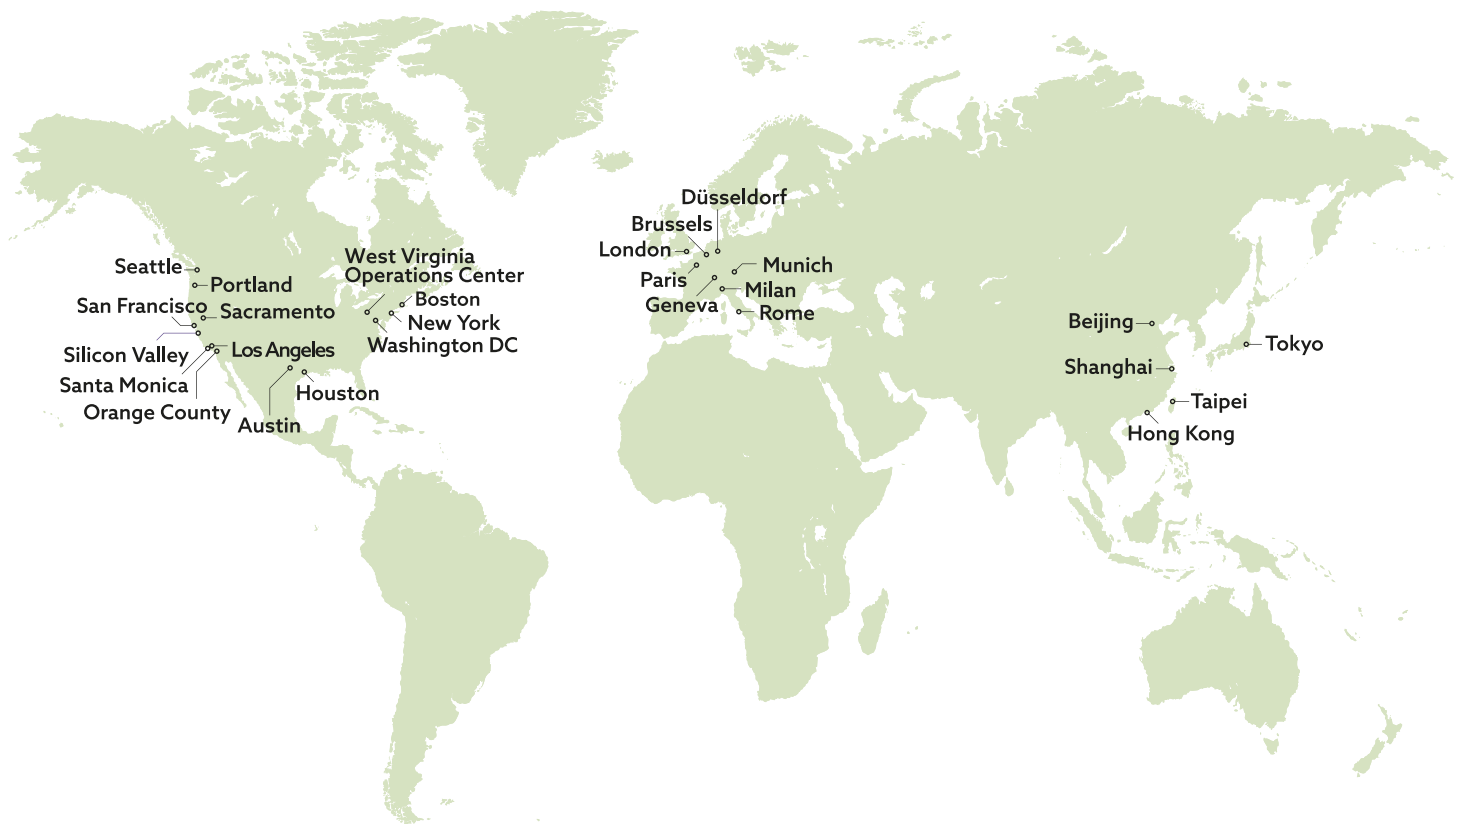 Seattle
Portland
San Francisco
Sacramento
Silicon Valley
Los Angeles
Santa Monica
Orange County
Austin
Houston
West Virginia
Operations Center
Boston
New York
Washington DC
Düsseldorf
Brussels
London
Paris
Munich
Geneva
Milan
Rome
Beijing
Tokyo
Shanghai
Taipei
Hong Kong